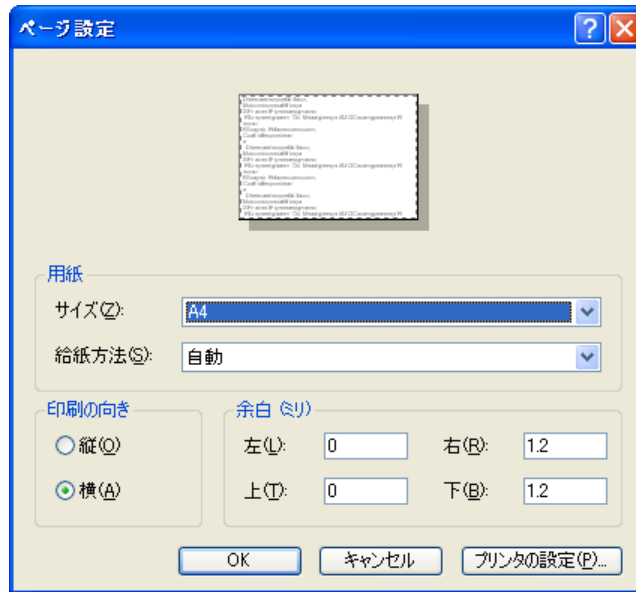 ページ設定
用紙
サイズ(Z): A4
給紙方法(S): 自動
印刷の向き
縦(O)
横(A)
余白 (ミリ)
左(L): 0 右(R): 1.2
上(T): 0 下(B): 1.2
OK キャンセル プリンタの設定(P)...